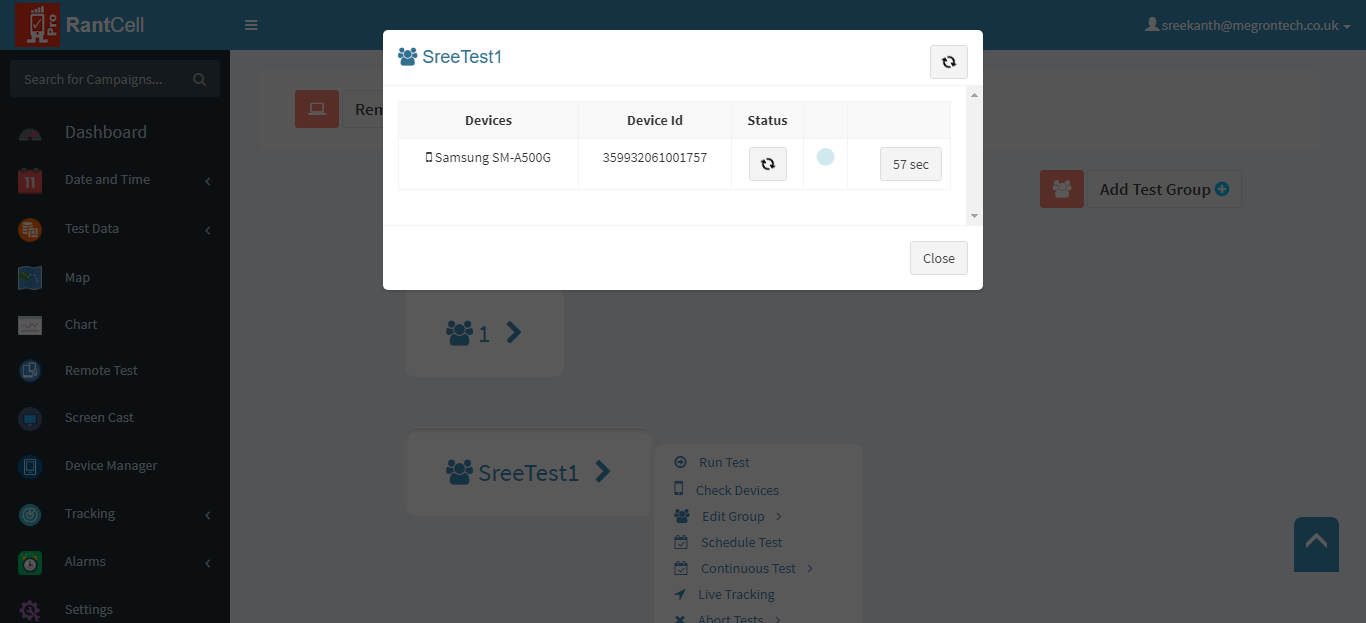 Pro RantCell
sreekanth@megrontech.co.uk
SreeTest1
Search for Campaigns...
Devices Device Id Status
Samsung SM-A500G 359932061001757 57 sec
Close
Rem
Add Test Group
Dashboard
11 Date and Time
Test Data
Map
Chart
Remote Test
Screen Cast
Device Manager
Tracking
Alarms
Settings
1
SreeTest1
Run Test
Check Devices
Edit Group
Schedule Test
Continuous Test
Live Tracking
Abort Tests